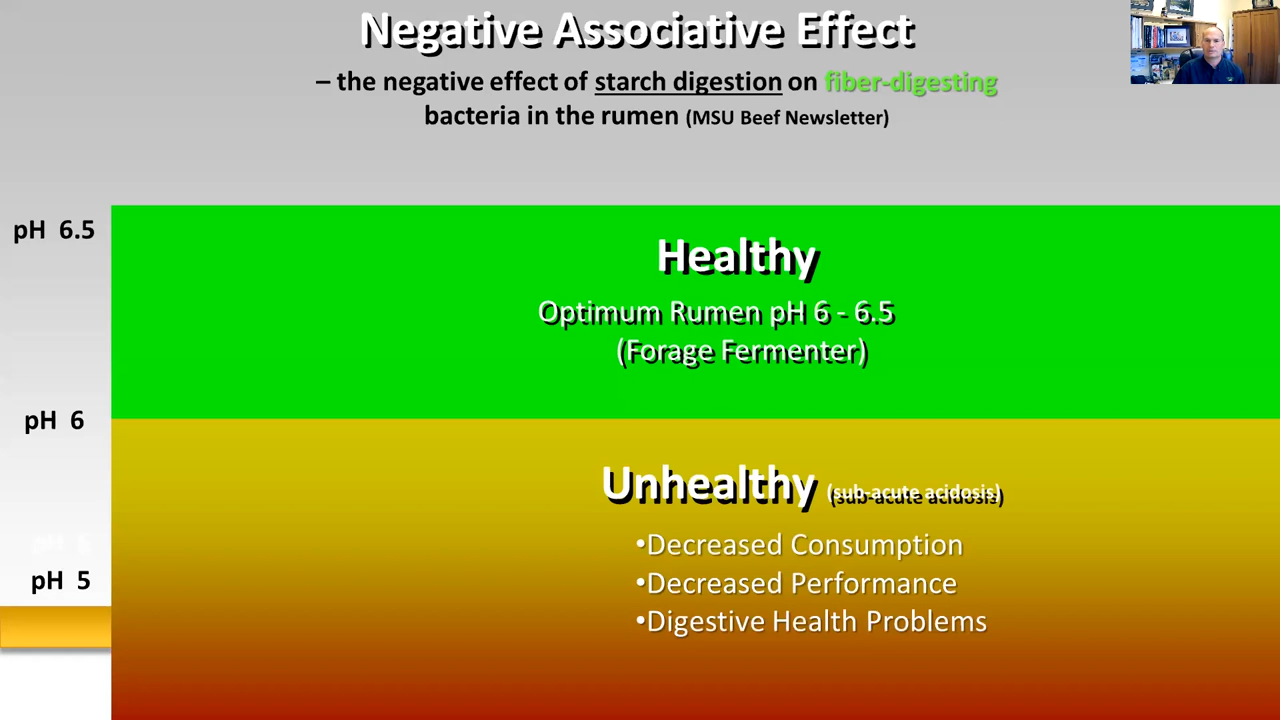 Negative Associative Effect
– the negative effect of starch digestion on fiber-digesting
bacteria in the rumen (MSU Beef Newsletter)
pH 6.5
Healthy
Optimum Rumen pH 6 - 6.5
(Forage Fermenter)
pH 6
Unhealthy (sub-acute acidosis)
•Decreased Consumption
•Decreased Performance
•Digestive Health Problems
pH 6
pH 5